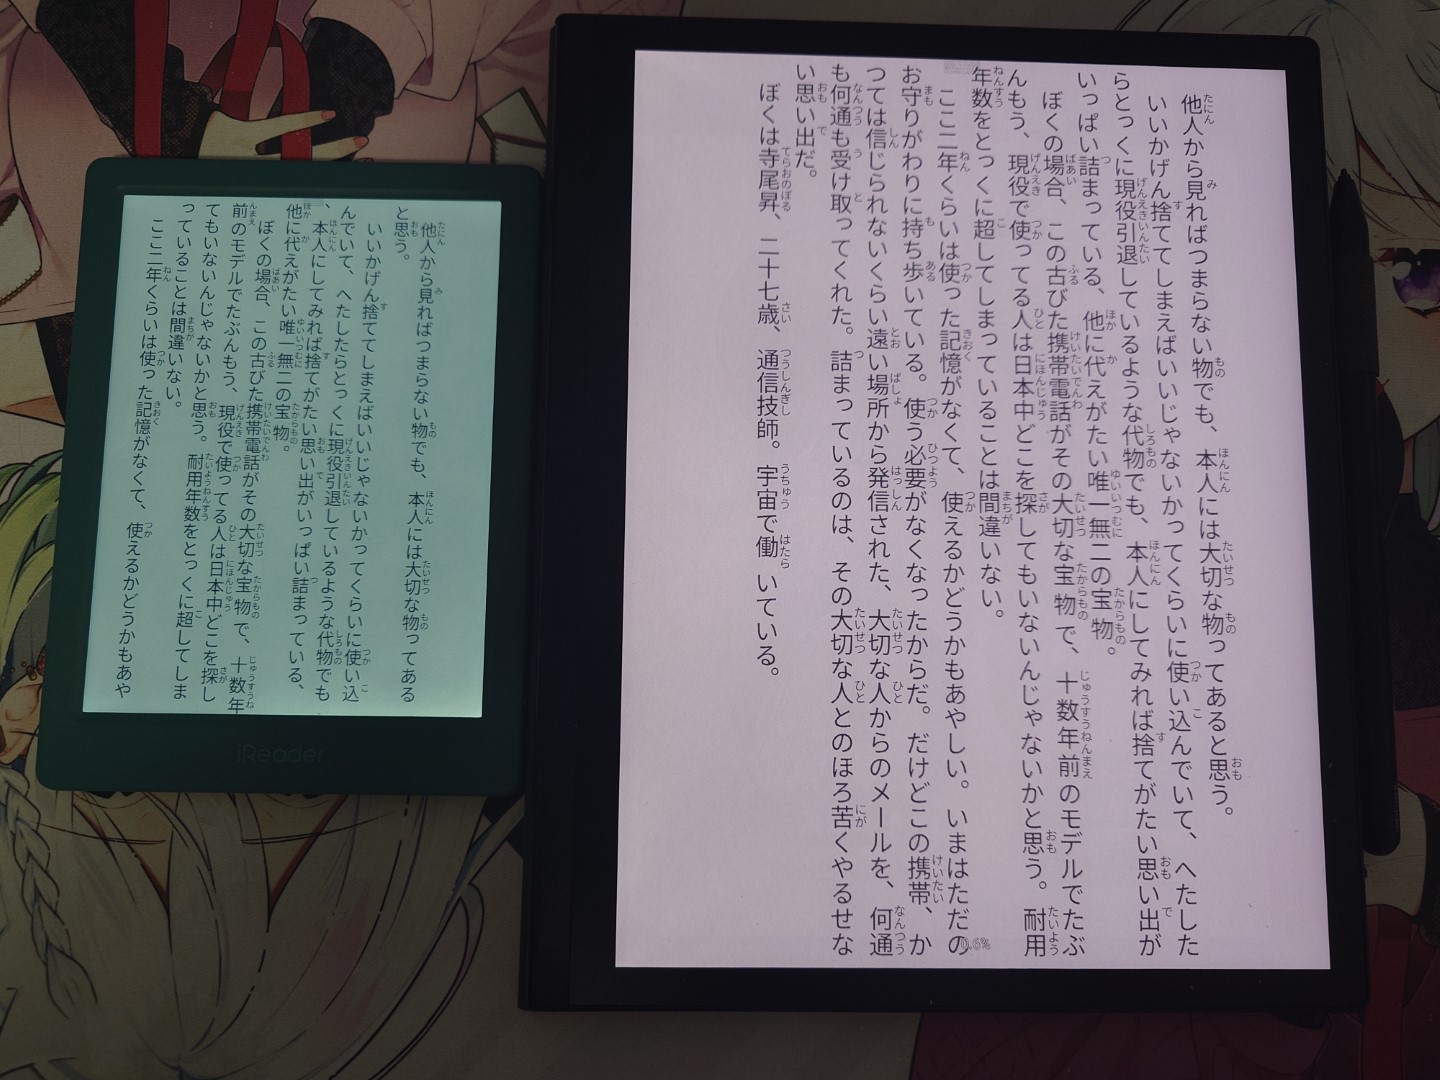 他人から見ればつまらない物でも、本人には大切な物ってある
と思う。
いいかげん捨ててしまえばいいじゃないかってくらいに使い込
んでいて、へたしたらとっくに現役引退しているような代物でも
、本人にしてみれば捨てがたい思い出がいっぱい詰まっている、
他に代えがたい唯一無二の宝物。
ぼくの場合、この古びた携帯電話がその大切な宝物で、十数年
前のモデルでたぶんもう、現役で使ってる人は日本中どこを探し
てもいないんじゃないかと思う。耐用年数をとっくに超してしま
っていることは間違いない。
ここ二年くらいは使った記憶がなくて、使えるかどうかもあや
iReader
他人から見ればつまらない物でも、本人には大切な物ってあると思う。
いいかげん捨ててしまえばいいじゃないかってくらいに使い込んでいて、へたした
らとっくに現役引退しているような代物でも、本人にしてみれば捨てがたい思い出が
いっぱい詰まっている、他に代えがたい唯一無二の宝物。
ぼくの場合、この古びた携帯電話がその大切な宝物で、十数年前のモデルでたぶ
んもう、現役で使ってる人は日本中どこを探してもいないんじゃないかと思う。耐用
年数をとっくに超してしまっていることは間違いない。
ここ二年くらいは使った記憶がなくて、使えるかどうかもあやしい。いまはただの
お守りがわりに持ち歩いている。使う必要がなくなったからだ。だけどこの携帯、か
つては信じられないくらい遠い場所から発信された、大切な人からのメールを、何通
も何通も受け取ってくれた。詰まっているのは、その大切な人とのほろ苦くやるせな
い思い出だ。
ぼくは寺尾昇、二十七歳、通信技師。宇宙で働いている。